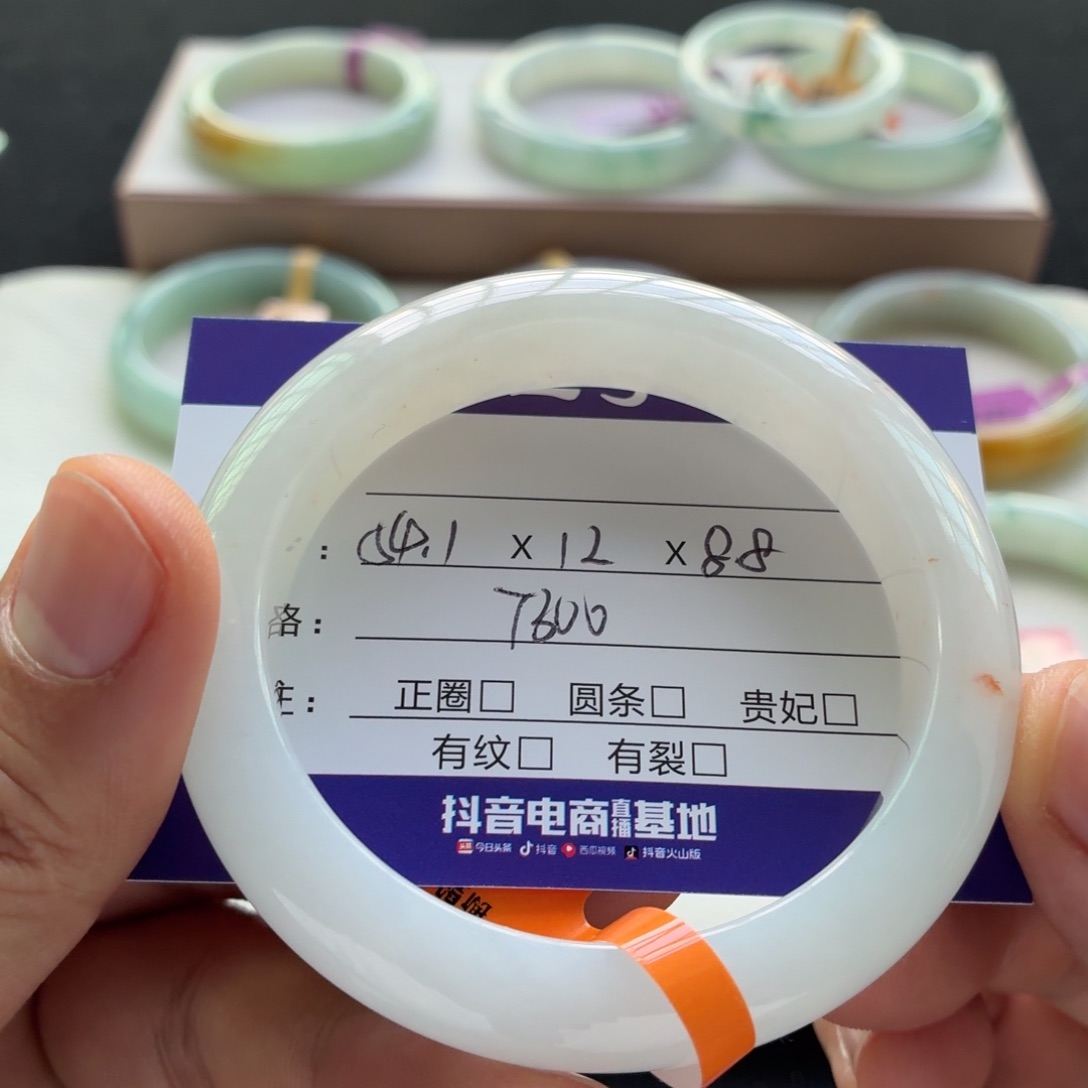 : 54.1 x 12 x 8.8
格: 7300
主: 正圈□ 圆条□ 贵妃□
有纹□ 有裂□
抖音电商直播基地
今日头条 抖音 西瓜视频 抖音火山版